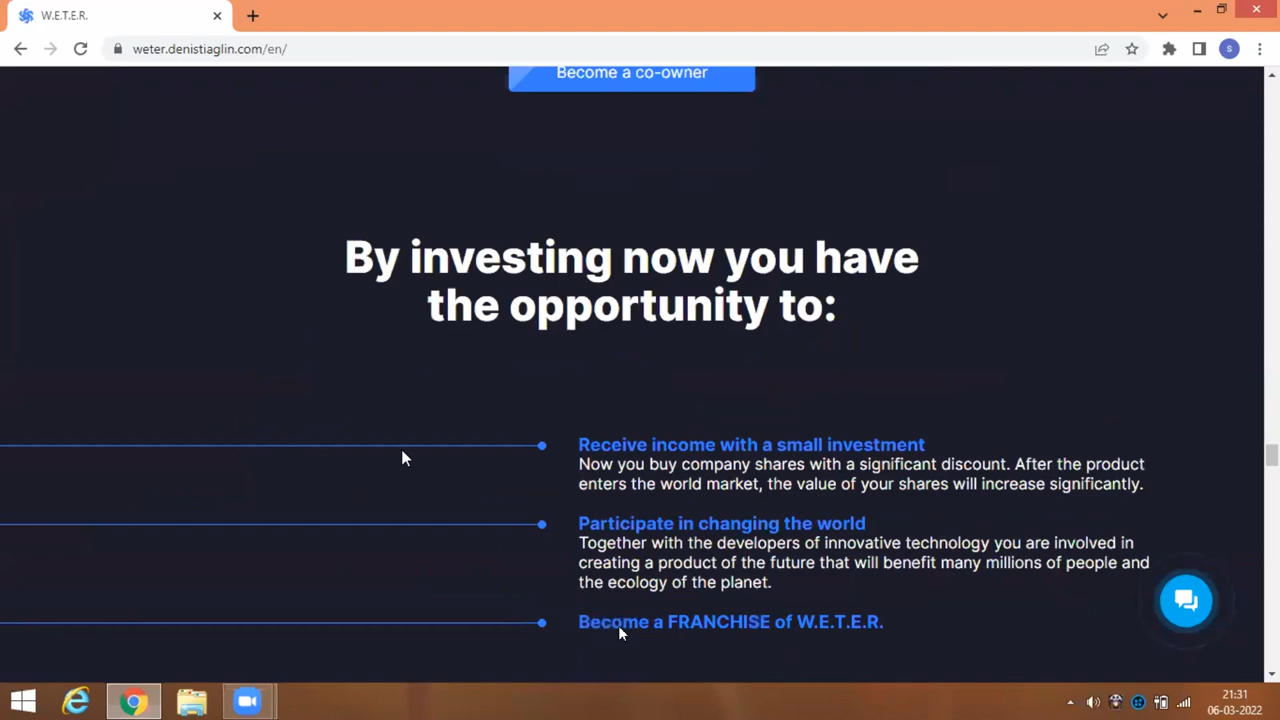 W.E.T.E.R.
weter.denistiaglin.com/en/
S
Become a co-owner
By investing now you have
the opportunity to:
Receive income with a small investment
Now you buy company shares with a significant discount. After the product
enters the world market, the value of your shares will increase significantly.
Participate in changing the world
Together with the developers of innovative technology you are involved in
creating a product of the future that will benefit many millions of people and
the ecology of the planet.
Become a FRANCHISE of W.E.T.E.R.
21:31
06-03-2022